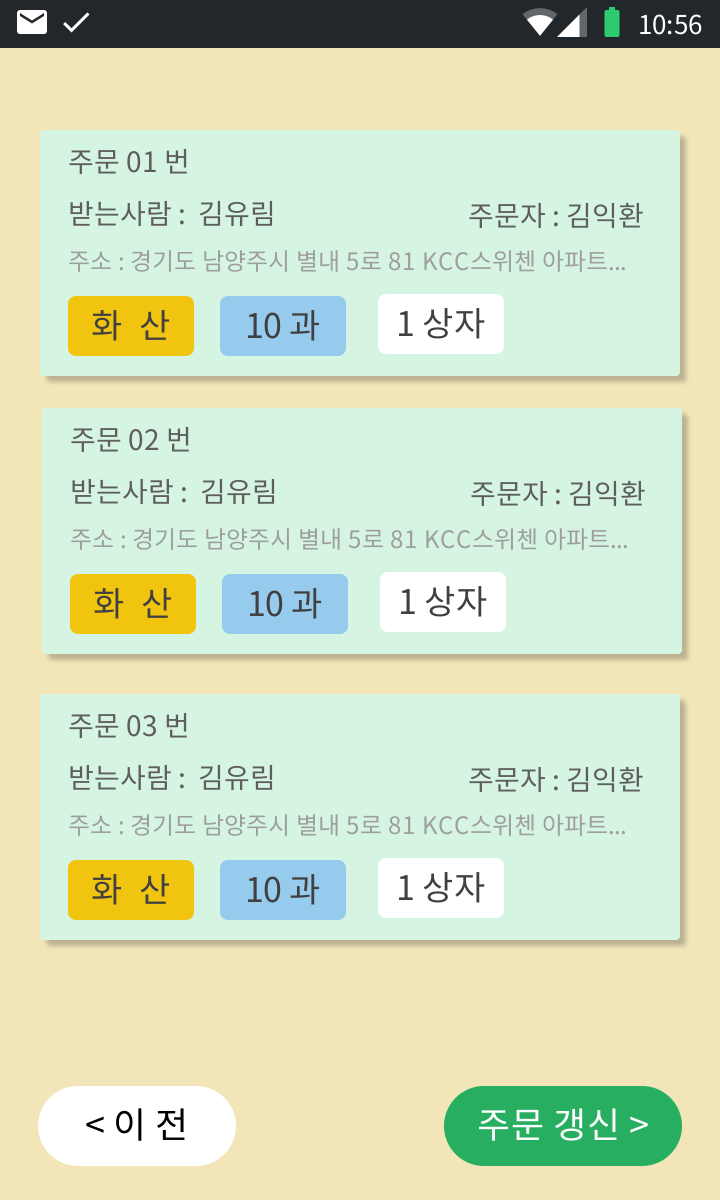 10:56
주문 01 번
받는사람 : 김유림 주문자 : 김익환
주소 : 경기도 남양주시 별내 5로 81 KCC스위첸 아파트...
화 산 10 과 1 상자
주문 02 번
받는사람 : 김유림 주문자 : 김익환
주소 : 경기도 남양주시 별내 5로 81 KCC스위첸 아파트...
화 산 10 과 1 상자
주문 03 번
받는사람 : 김유림 주문자 : 김익환
주소 : 경기도 남양주시 별내 5로 81 KCC스위첸 아파트...
화 산 10 과 1 상자
< 이 전 주문 갱신 >